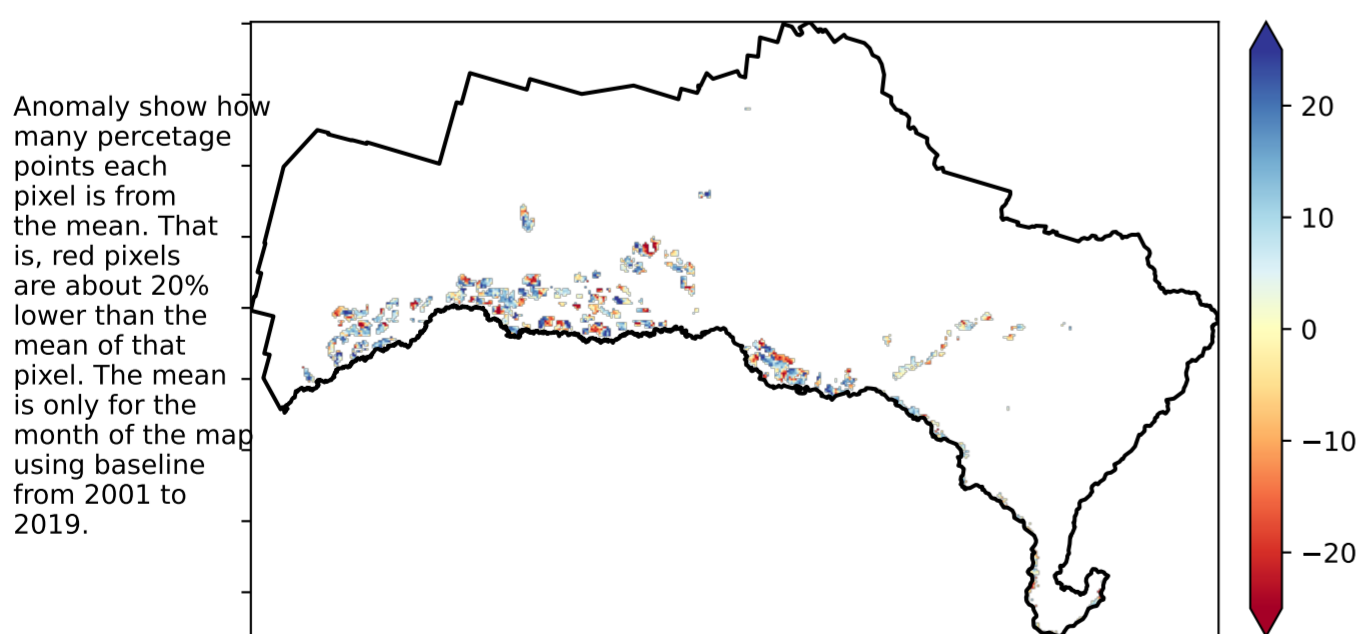 Anomaly show how
many percetage
points each
pixel is from
the mean. That
is, red pixels
are about 20%
lower than the
mean of that
pixel. The mean
is only for the
month of the map
using baseline
from 2001 to
2019.
20
10
0
−10
−20